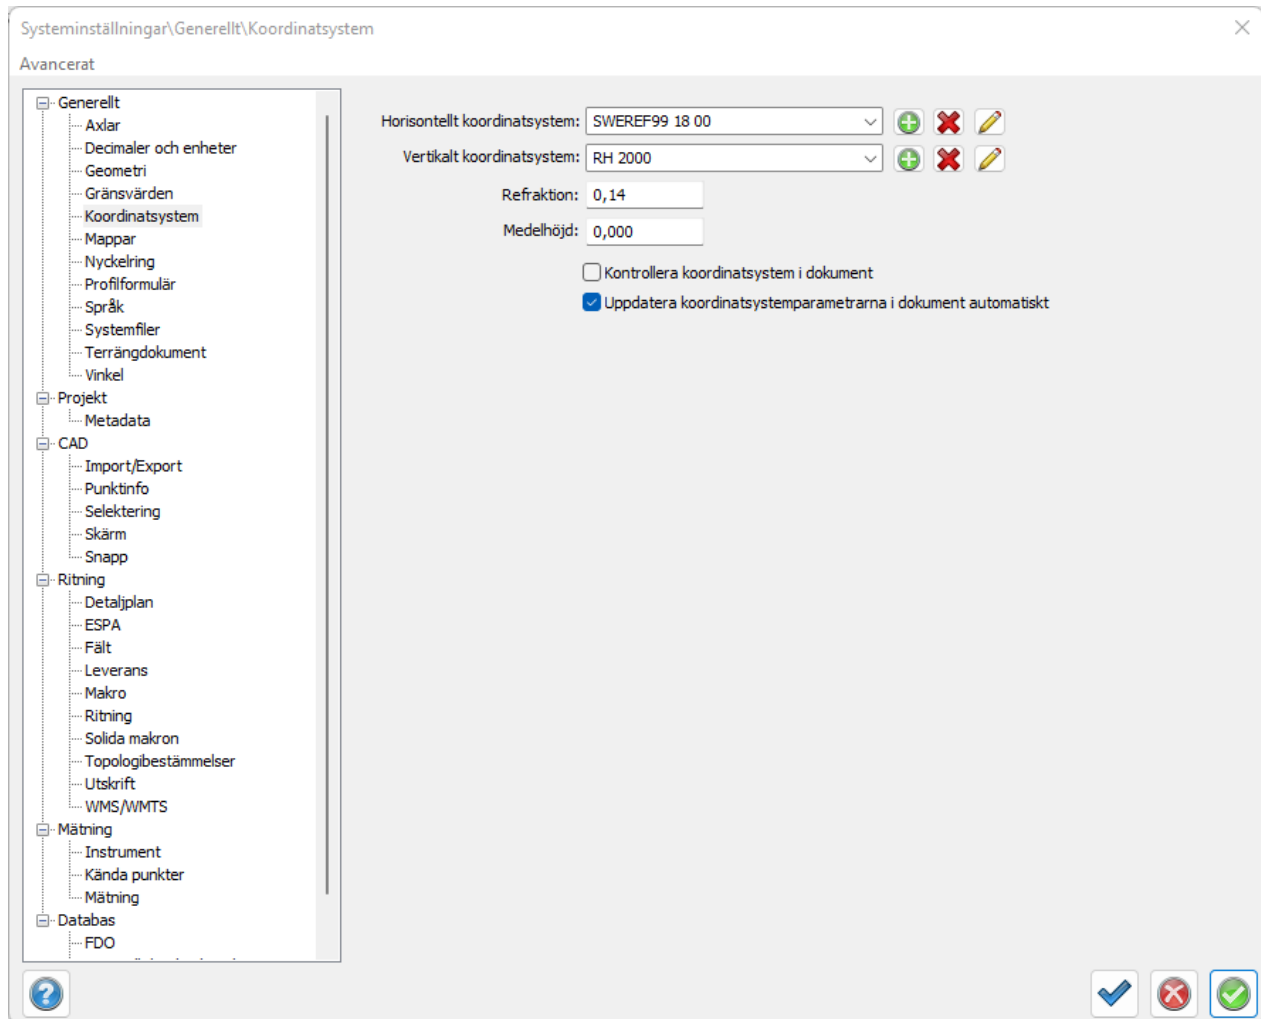 Systeminställningar\Generellt\Koordinatsystem
Avancerat
Generellt
Axlar
Decimaler och enheter
Geometri
Gränsvärden
Koordinatsystem
Mappar
Nyckelring
Profilformulär
Språk
Systemfiler
Terrängdokument
Vinkel
Projekt
Metadata
CAD
Import/Export
Punktinfo
Selektering
Skärm
Snapp
Ritning
Detaljplan
ESPA
Fält
Leverans
Makro
Ritning
Solida makron
Topologibestämmelser
Utskrift
WMS/WMTS
Mätning
Instrument
Kända punkter
Mätning
Databas
FDO
Horisontellt koordinatsystem: SWEREF99 18 00
Vertikalt koordinatsystem: RH 2000
Refraktion: 0,14
Medelhöjd: 0,000
Kontrollera koordinatsystem i dokument
Uppdatera koordinatsystemparametrarna i dokument automatiskt